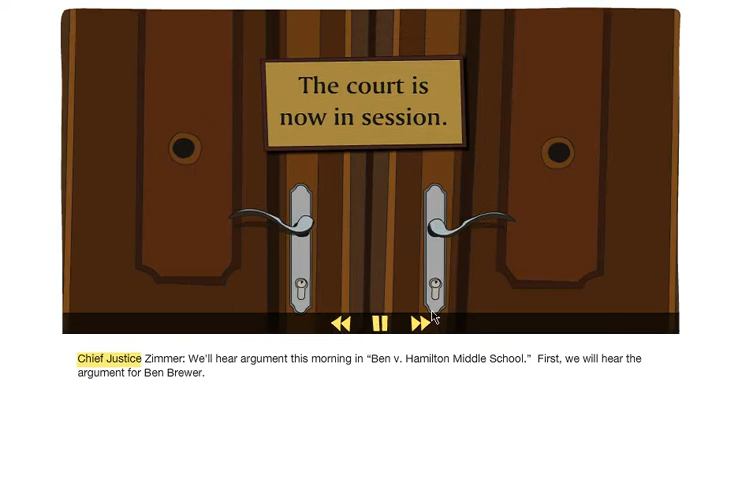 The court is
now in session.
Chief Justice Zimmer: We'll hear argument this morning in “Ben v. Hamilton Middle School.”  First, we will hear the
argument for Ben Brewer.